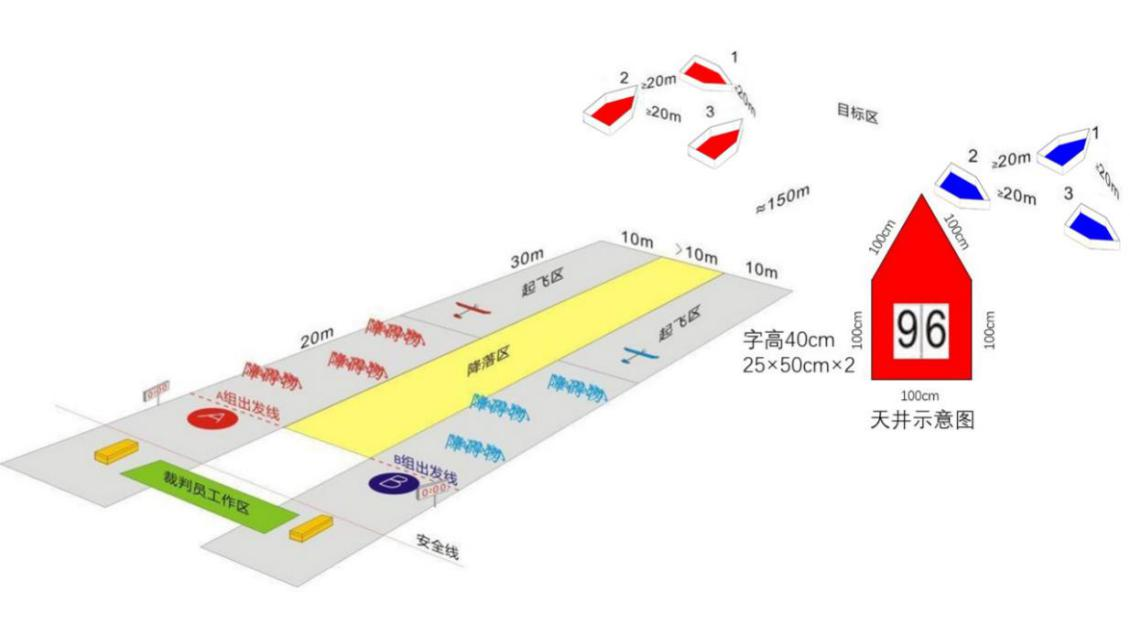 1
2
≥20m
≥20m
≥20m
3
目标区
1
2
≥20m
≥20m
≥20m
3
≈150m
30m
10m
>10m
10m
起飞区
起飞区
100cm
100cm
20m
障碍物
障碍物
障碍物
降落区
字高40cm
25×50cm×2
100cm
96
100cm
100cm
天井示意图
0:00
A组出发线
A
障碍物
障碍物
障碍物
B组出发线
B
0:00
裁判员工作区
安全线